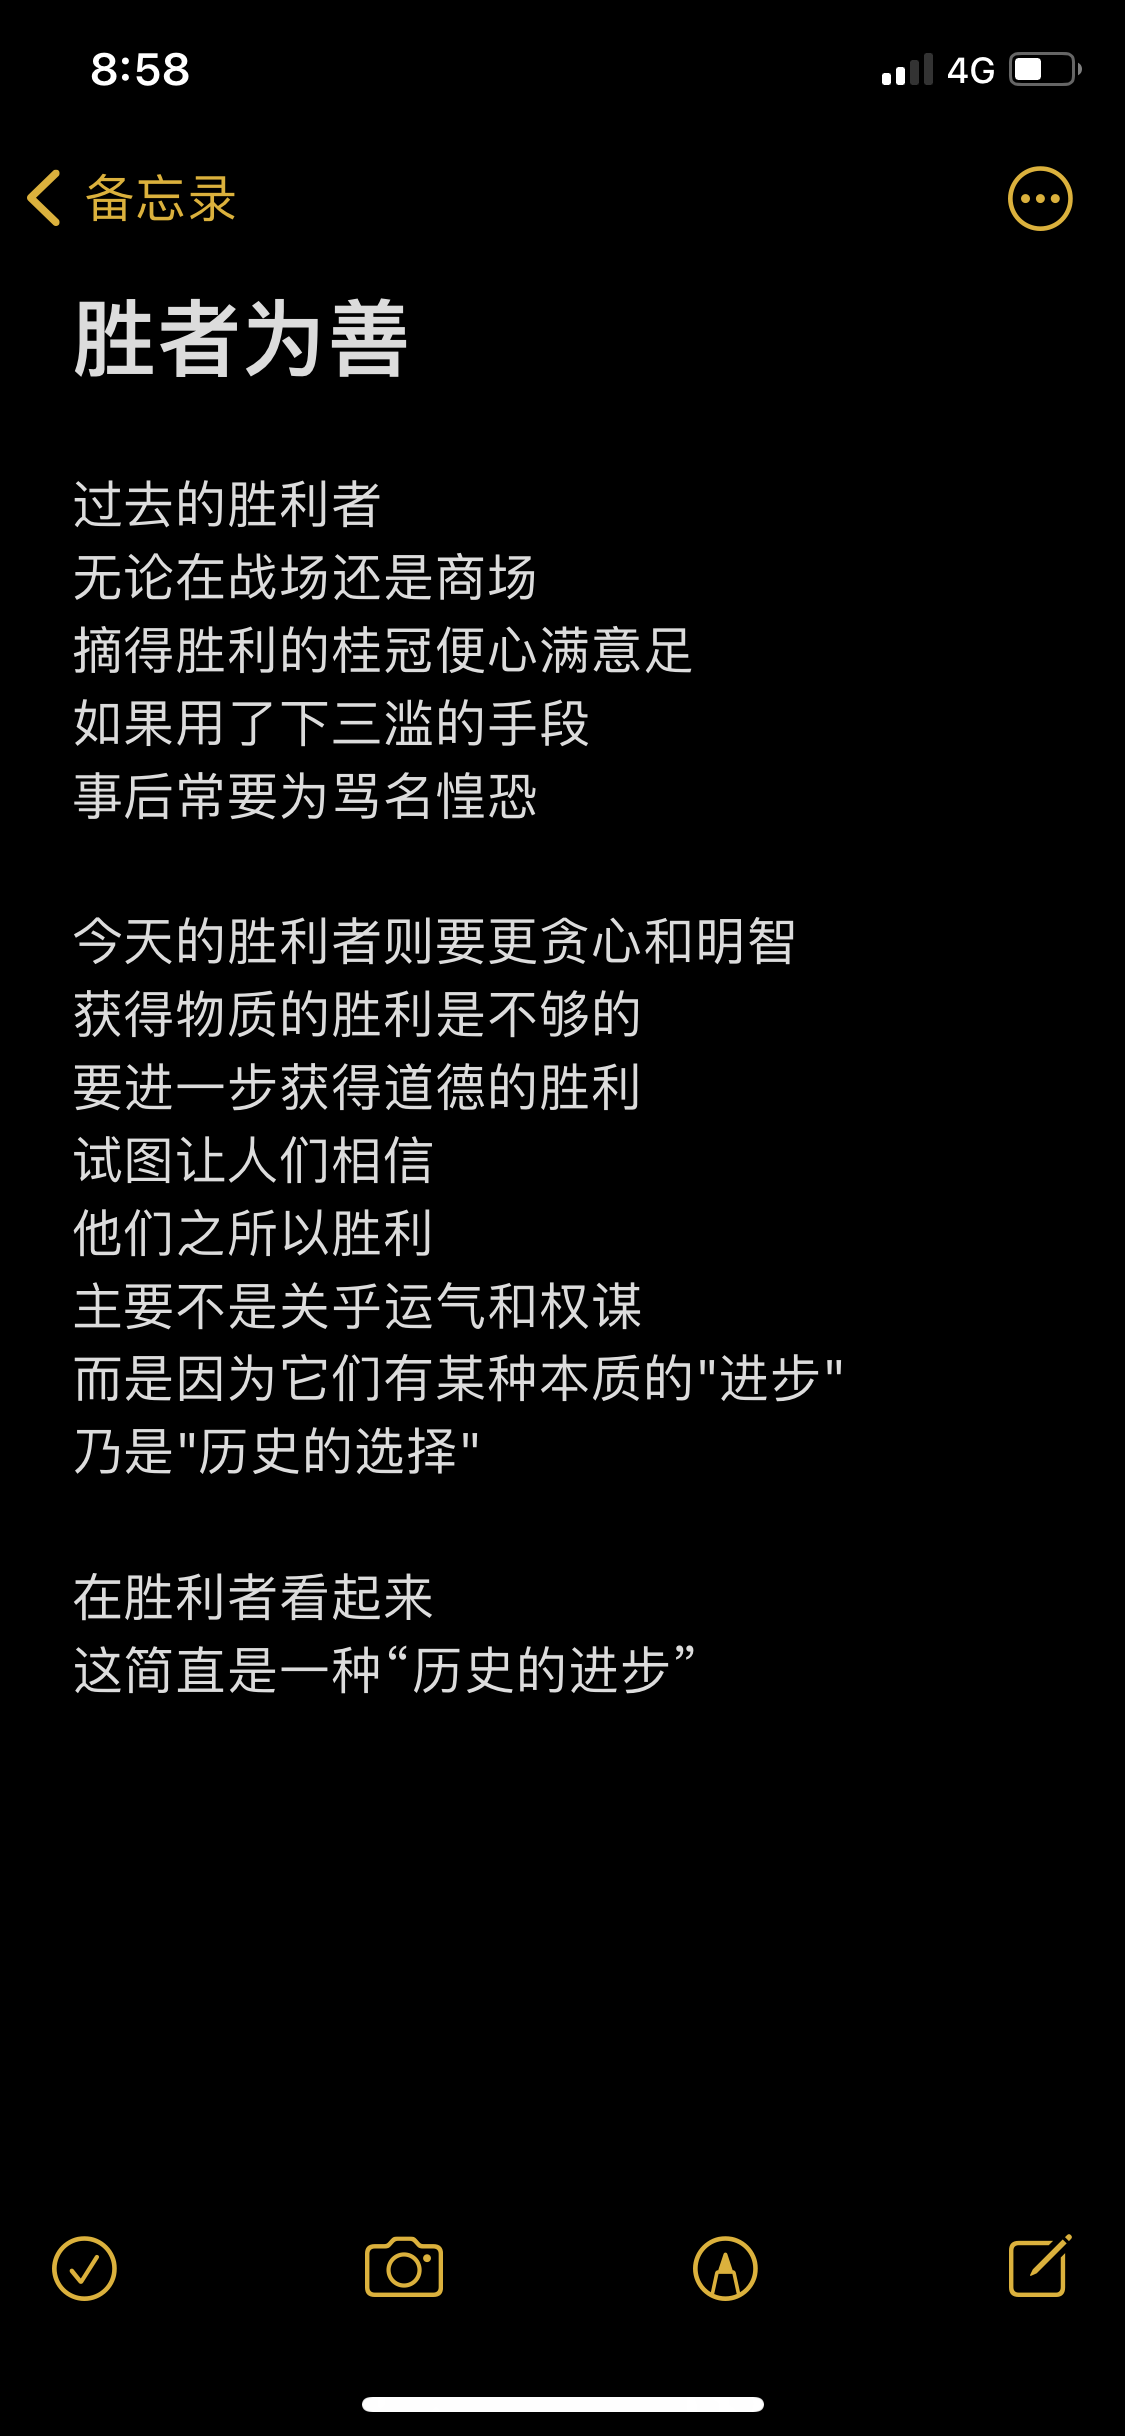 8:58
4G
备忘录
胜者为善
过去的胜利者
无论在战场还是商场
摘得胜利的桂冠便心满意足
如果用了下三滥的手段
事后常要为骂名惶恐
今天的胜利者则要更贪心和明智
获得物质的胜利是不够的
要进一步获得道德的胜利
试图让人们相信
他们之所以胜利
主要不是关乎运气和权谋
而是因为它们有某种本质的"进步"
乃是"历史的选择"
在胜利者看起来
这简直是一种“历史的进步”